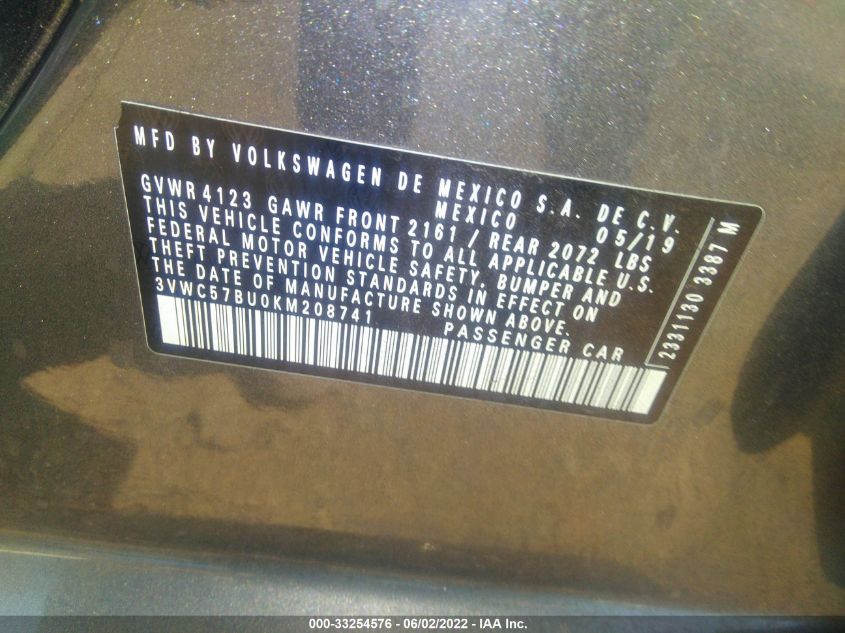 MFD BY VOLKSWAGEN DE MEXICO S.A. DE C.V.
MEXICO 05/19
GVWR 4123 GAWR FRONT 2161 / REAR 2072 LBS
THIS VEHICLE CONFORMS TO ALL APPLICABLE U.S.
FEDERAL MOTOR VEHICLE SAFETY, BUMPER AND
THEFT PREVENTION STANDARDS IN EFFECT ON
THE DATE OF MANUFACTURE SHOWN ABOVE.
3VWC57BU0KM208741 PASSENGER CAR
2331130 3387 M
000-33254576 - 06/02/2022 - IAA Inc.